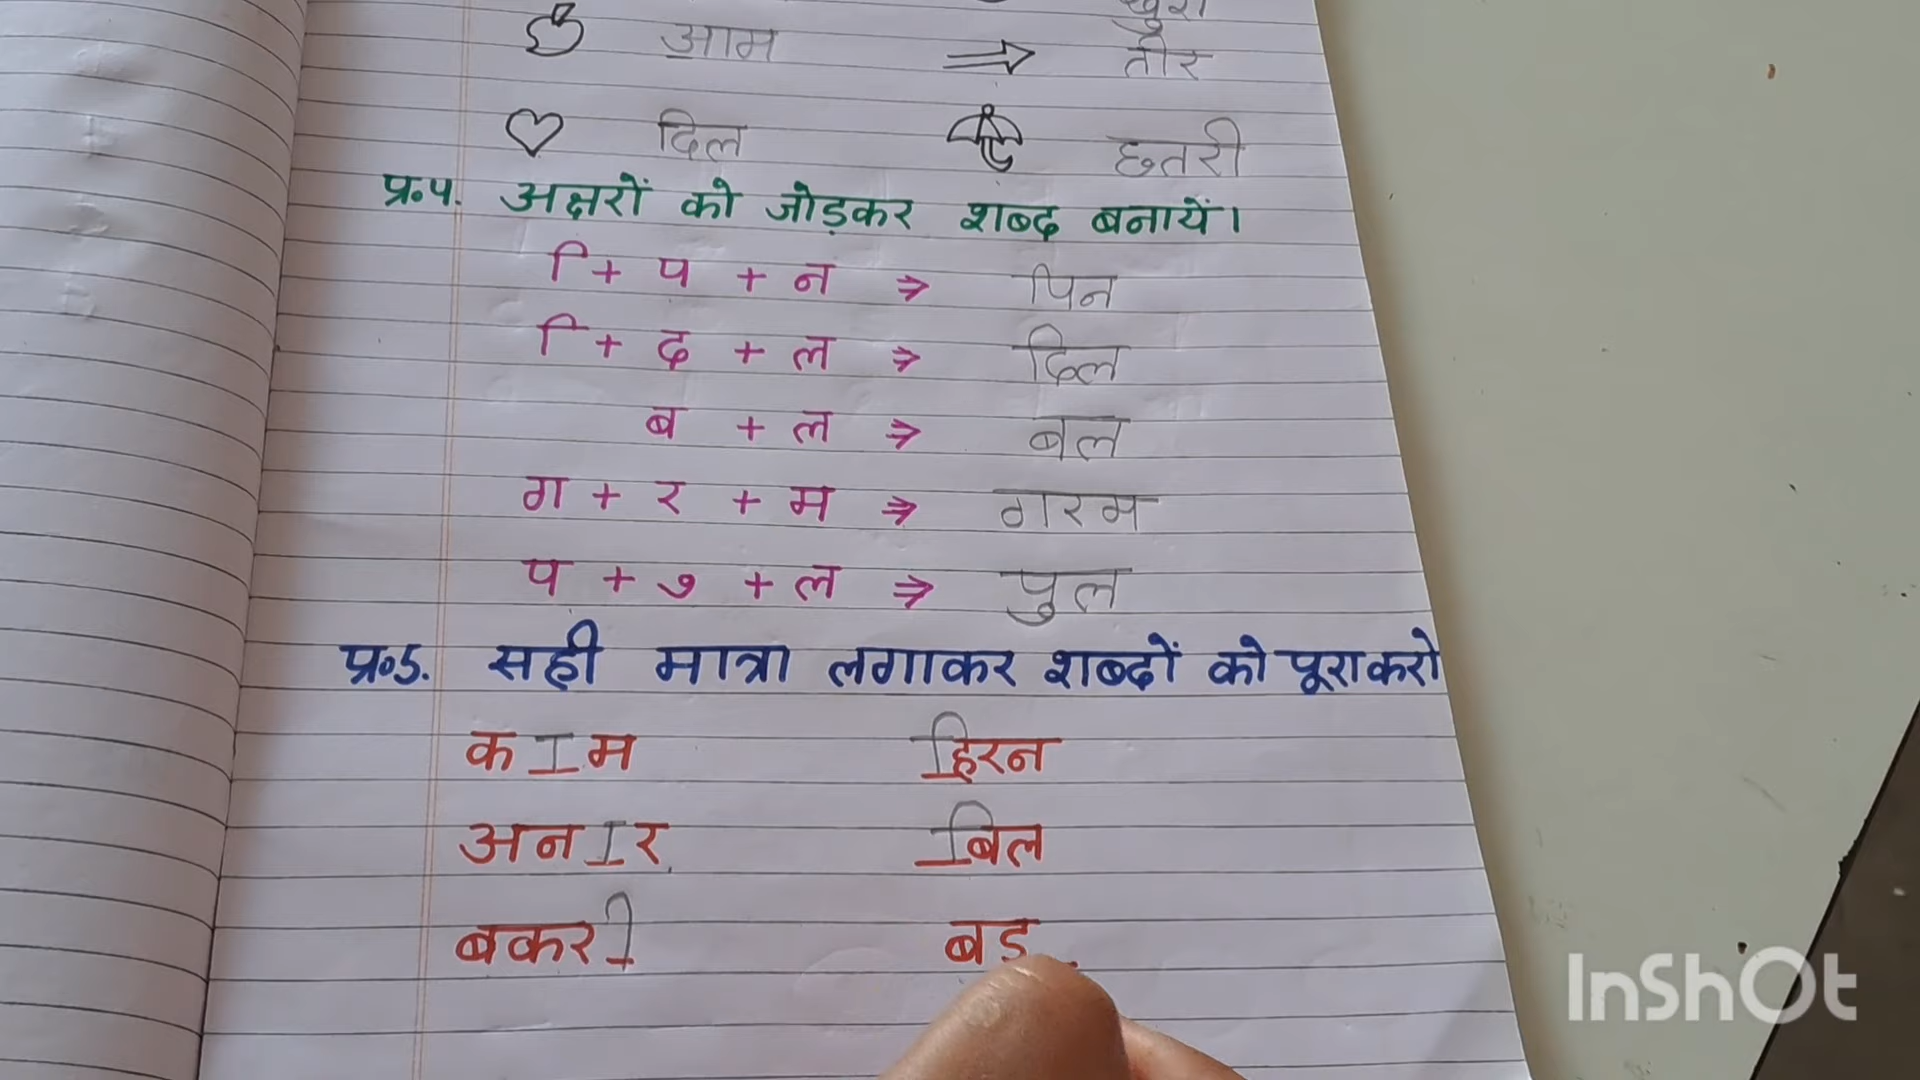 आम तीर
दिल छतरी
प्र.५. अक्षरों को जोड़कर शब्द बनायें।
ि + प + न ⇒ पिन
ि + द + ल ⇒ दिल
ब + ल ⇒ बल
ग + र + म ⇒ गरम
प + ु + ल ⇒ पुल
प्र.5. सही मात्रा लगाकर शब्दों को पूरा करो
काम हिरन
अनार बिल
बकरी बड
InShOt